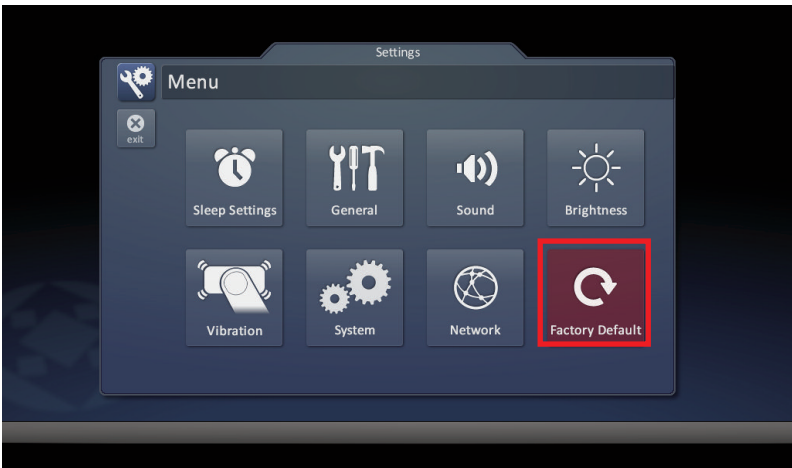 Settings
Menu
exit
Sleep Settings
General
Sound
Brightness
Vibration
System
Network
Factory Default